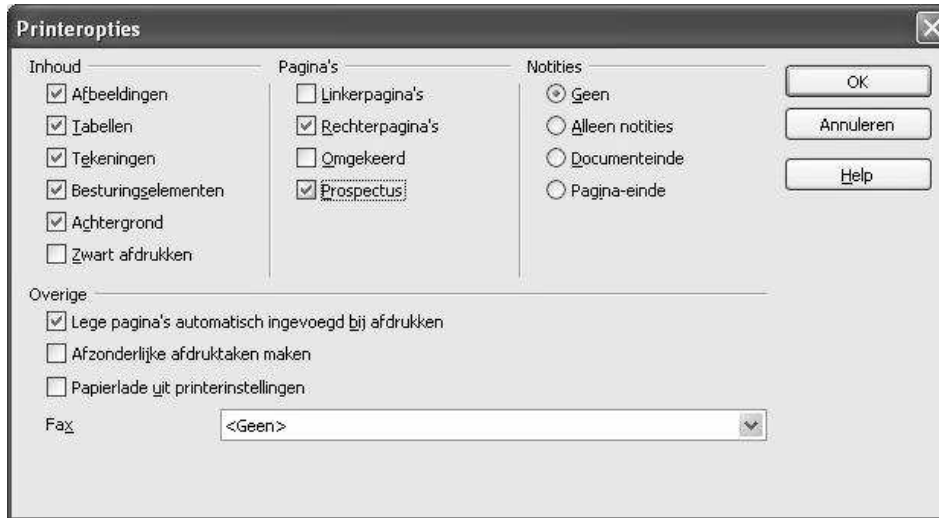 Printeropties
Inhoud
Afbeeldingen
Tabellen
Tekeningen
Besturingselementen
Achtergrond
Zwart afdrukken
Pagina's
Linkerpagina's
Rechterpagina's
Omgekeerd
Prospectus
Notities
Geen
Alleen notities
Documenteinde
Pagina-einde
OK
Annuleren
Help
Overige
Lege pagina's automatisch ingevoegd bij afdrukken
Afzonderlijke afdruktaken maken
Papierlade uit printerinstellingen
Fax
<Geen>